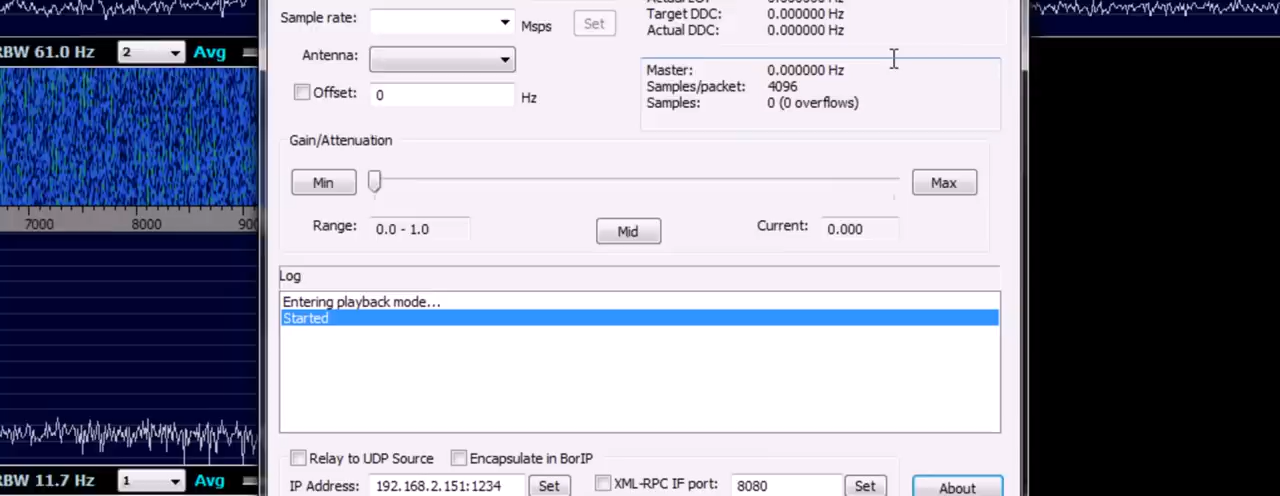 Sample rate: Msps Set
Target DDC: 0.000000 Hz
Actual DDC: 0.000000 Hz
RBW 61.0 Hz 2 Avg
Antenna:
Master: 0.000000 Hz
Samples/packet: 4096
Samples: 0 (0 overflows)
Offset: 0 Hz
Gain/Attenuation
Min Max
7000 8000
Range: 0.0 - 1.0 Mid Current: 0.000
Log
Entering playback mode...
Started
Relay to UDP Source Encapsulate in BorIP
RBW 11.7 Hz 1 Avg
IP Address: 192.168.2.151:1234 Set XML-RPC IF port: 8080 Set About